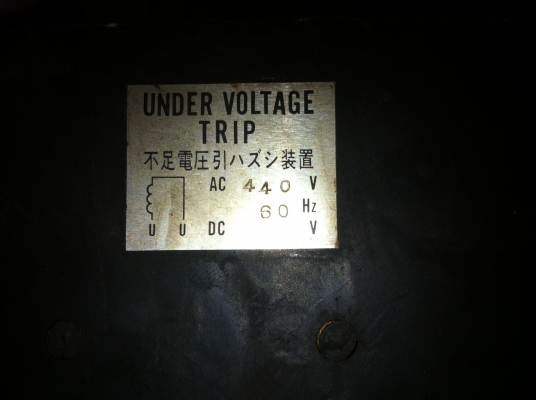 UNDER VOLTAGE
TRIP
不足電圧引ハズシ装置
AC 440 V
60 Hz
U U DC V